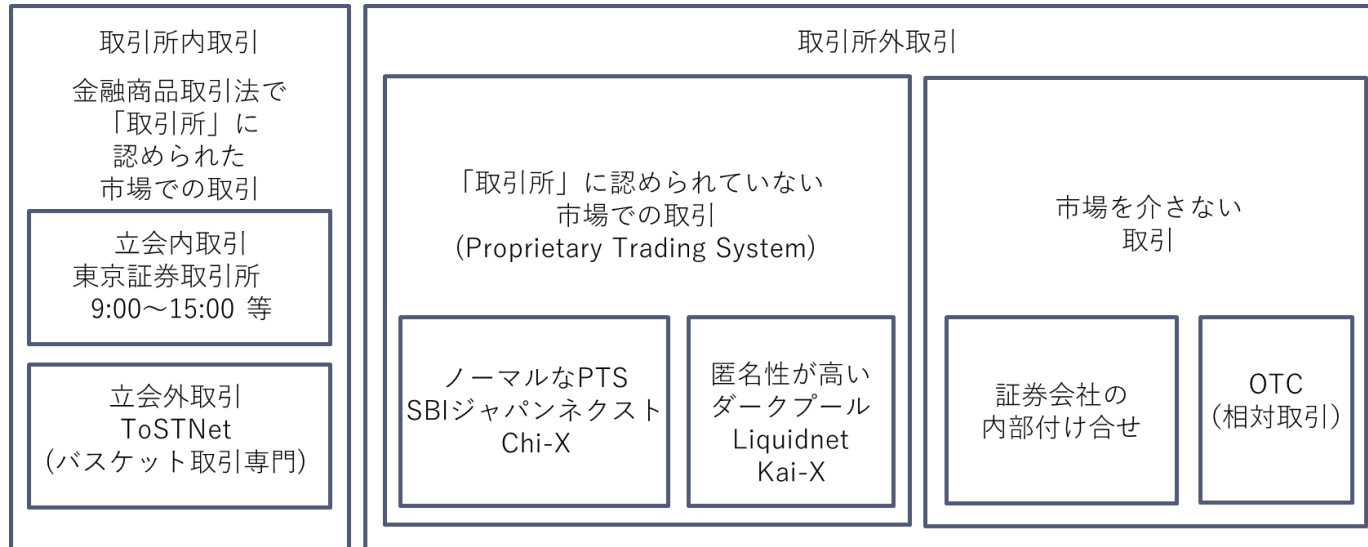 取引所内取引
金融商品取引法で
「取引所」に
認められた
市場での取引
立会内取引
東京証券取引所
9:00～15:00 等
立会外取引
ToSTNet
(バスケット取引専門)
取引所外取引
「取引所」に認められていない
市場での取引
(Proprietary Trading System)
ノーマルなPTS
SBIジャパンネクスト
Chi-X
匿名性が高い
ダークプール
Liquidnet
Kai-X
市場を介さない
取引
証券会社の
内部付け合せ
OTC
(相対取引)